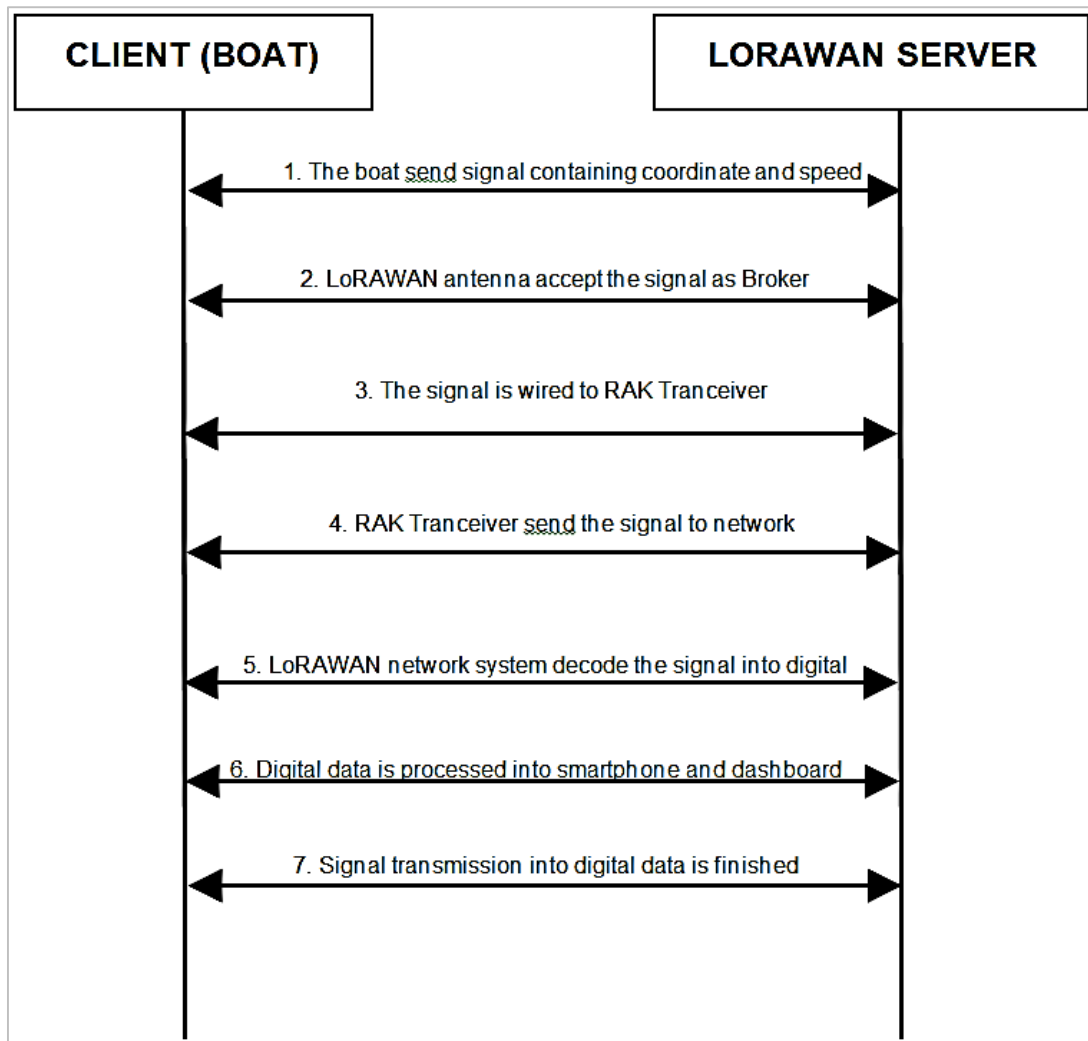 CLIENT (BOAT)
LORAWAN SERVER
1. The boat send signal containing coordinate and speed
2. LoRAWAN antenna accept the signal as Broker
3. The signal is wired to RAK Tranceiver
4. RAK Tranceiver send the signal to network
5. LoRAWAN network system decode the signal into digital
6. Digital data is processed into smartphone and dashboard
7. Signal transmission into digital data is finished